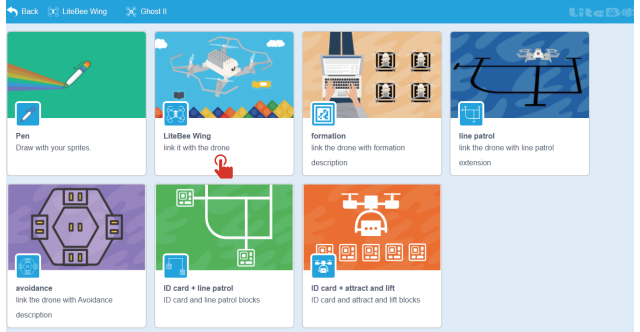 Back LiteBee Wing Ghost II LiteBee
Pen
Draw with your sprites.
LiteBee Wing
link it with the drone
formation
link the drone with formation
description
line patrol
link the drone with line patrol
extension
avoidance
link the drone with Avoidance
description
ID card + line patrol
ID card and line patrol blocks
ID card + attract and lift
ID card and attract and lift blocks